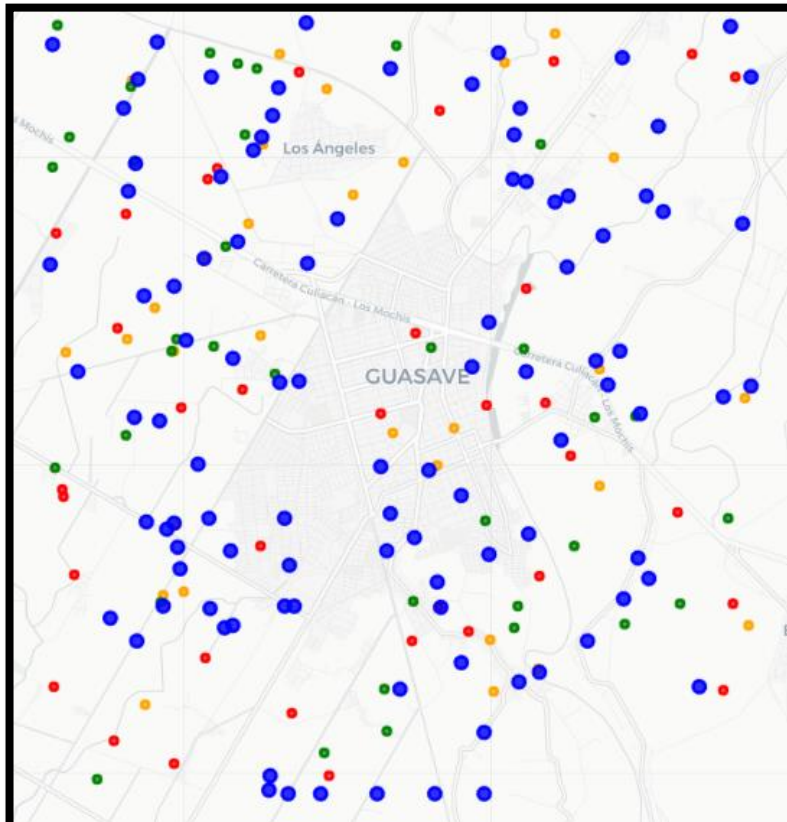 Los Mochis
Los Ángeles
Carretera Culiacán - Los Mochis
GUASAVE
Carretera Culiacán - Los Mochis